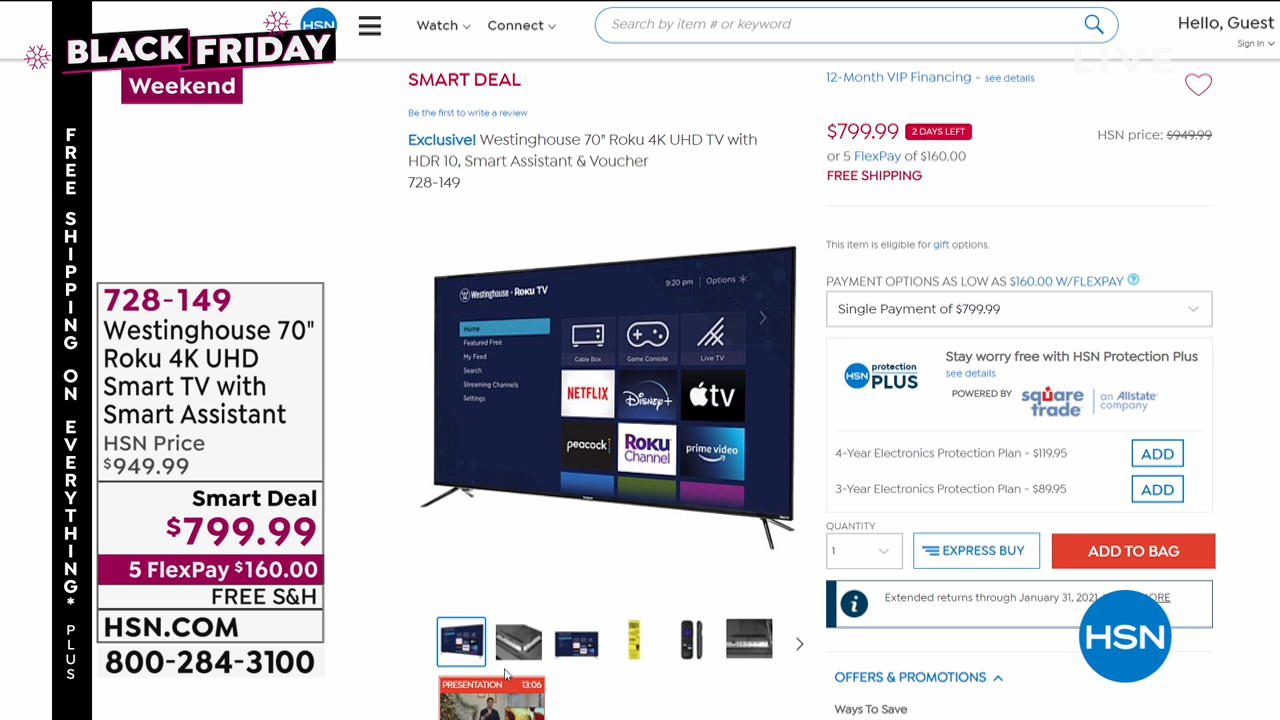 BLACK FRIDAY
Weekend
HSN
Watch
Connect
Search by item # or keyword
Hello, Guest
Sign In
LIVE
FREE SHIPPING ON EVERYTHING* PLUS
SMART DEAL
Be the first to write a review
Exclusive! Westinghouse 70" Roku 4K UHD TV with
HDR 10, Smart Assistant & Voucher
728-149
12-Month VIP Financing - see details
$799.99 2 DAYS LEFT
HSN price: $949.99
or 5 FlexPay of $160.00
FREE SHIPPING
This item is eligible for gift options.
PAYMENT OPTIONS AS LOW AS $160.00 W/FLEXPAY ?
Single Payment of $799.99
HSN protection PLUS
Stay worry free with HSN Protection Plus
see details
POWERED BY
square trade
an Allstate company
4-Year Electronics Protection Plan - $119.95
ADD
3-Year Electronics Protection Plan - $89.95
ADD
QUANTITY
1
EXPRESS BUY
ADD TO BAG
i
Extended returns through January 31, 2021.
ORE
HSN
OFFERS & PROMOTIONS
Ways To Save
728-149
Westinghouse 70"
Roku 4K UHD
Smart TV with
Smart Assistant
HSN Price
$949.99
Smart Deal
$799.99
5 FlexPay $160.00
FREE S&H
HSN.COM
800-284-3100
Westinghouse Roku TV
9:20 pm | Options
Home
Featured Free
My Feed
Search
Streaming Channels
Settings
Cable Box
Game Console
Live TV
NETFLIX
Disney+
tv
peacock
Roku Channel
prime video
PRESENTATION 13:06